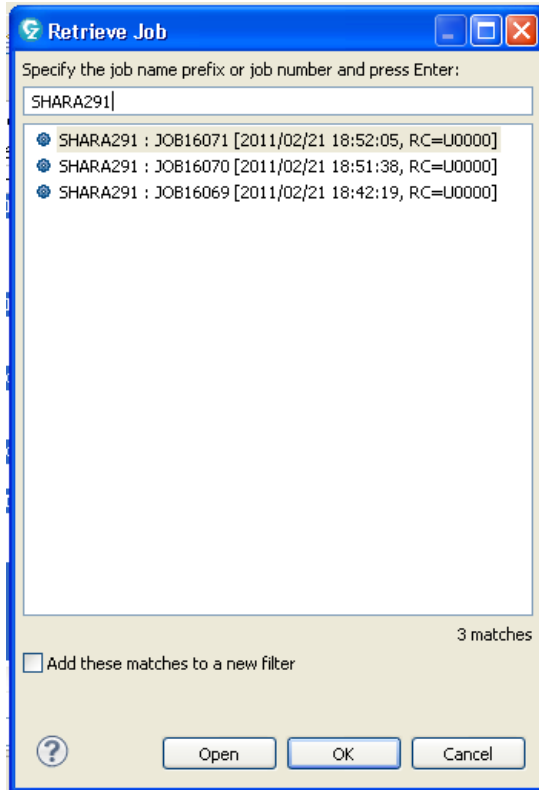 Retrieve Job
Specify the job name prefix or job number and press Enter:
SHARA291
SHARA291 : JOB16071 [2011/02/21 18:52:05, RC=U0000]
SHARA291 : JOB16070 [2011/02/21 18:51:38, RC=U0000]
SHARA291 : JOB16069 [2011/02/21 18:42:19, RC=U0000]
3 matches
Add these matches to a new filter
? Open OK Cancel